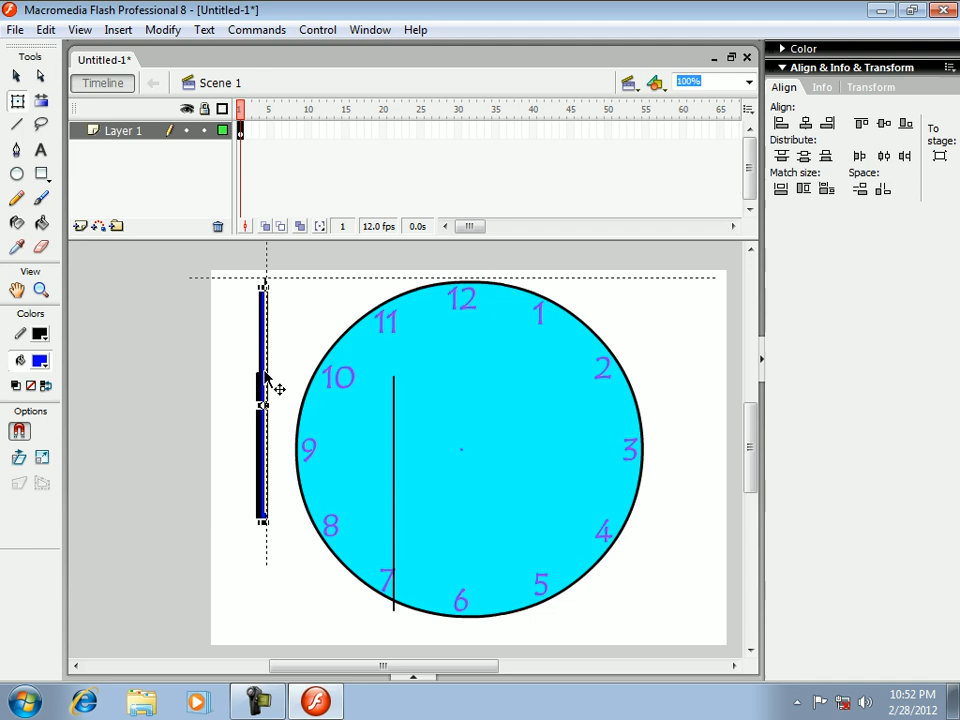 Macromedia Flash Professional 8 - [Untitled-1*]
File Edit View Insert Modify Text Commands Control Window Help
Tools
View
Colors
Options
Untitled-1*
Timeline
Scene 1
100%
1 5 10 15 20 25 30 35 40 45 50 55 60 65
Layer 1
1 12.0 fps 0.0s
Color
Align & Info & Transform
Align Info Transform
Align:
Distribute:
Match size:
Space:
To
stage:
12
11
1
10
2
9
3
8
4
7
5
6
10:52 PM
2/28/2012